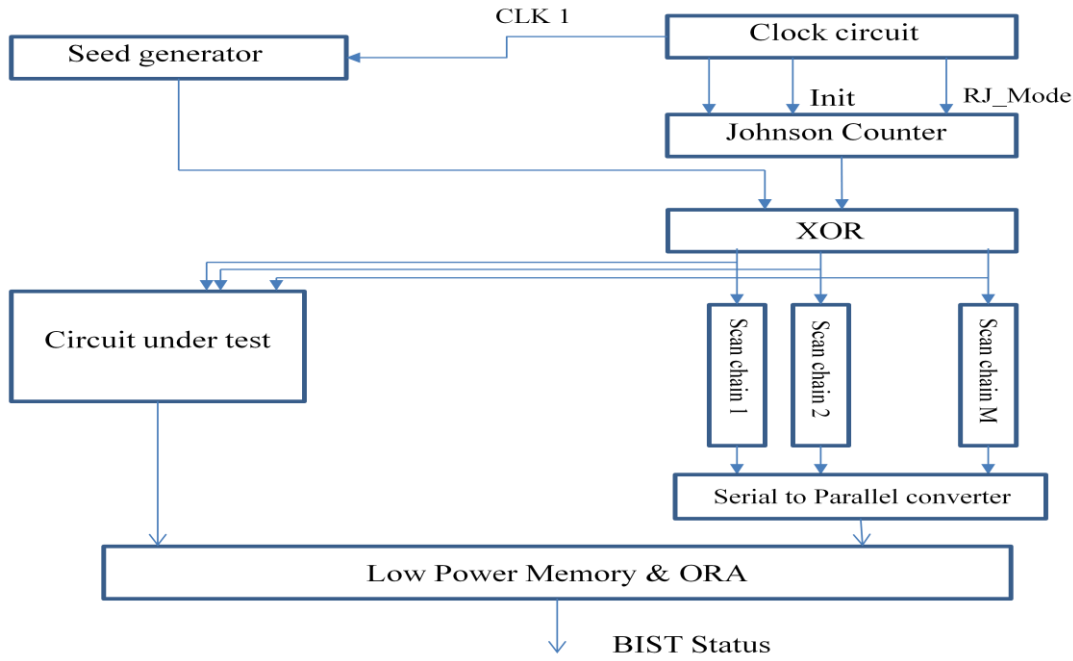 CLK 1
Clock circuit
Seed generator
Init
RJ_Mode
Johnson Counter
XOR
Circuit under test
Scan chain 1
Scan chain 2
Scan chain M
Serial to Parallel converter
Low Power Memory & ORA
BIST Status